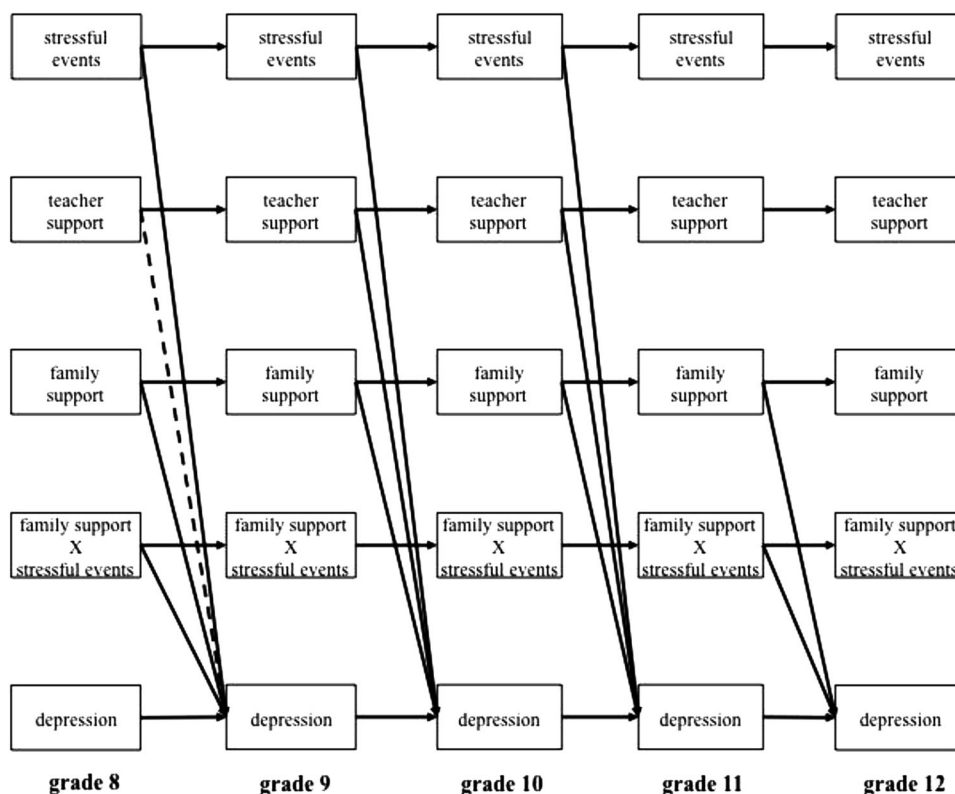 stressful
events
stressful
events
stressful
events
stressful
events
stressful
events
teacher
support
teacher
support
teacher
support
teacher
support
teacher
support
family
support
family
support
family
support
family
support
family
support
family support
X
stressful events
family support
X
stressful events
family support
X
stressful events
family support
X
stressful events
family support
X
stressful events
depression
depression
depression
depression
depression
grade 8
grade 9
grade 10
grade 11
grade 12